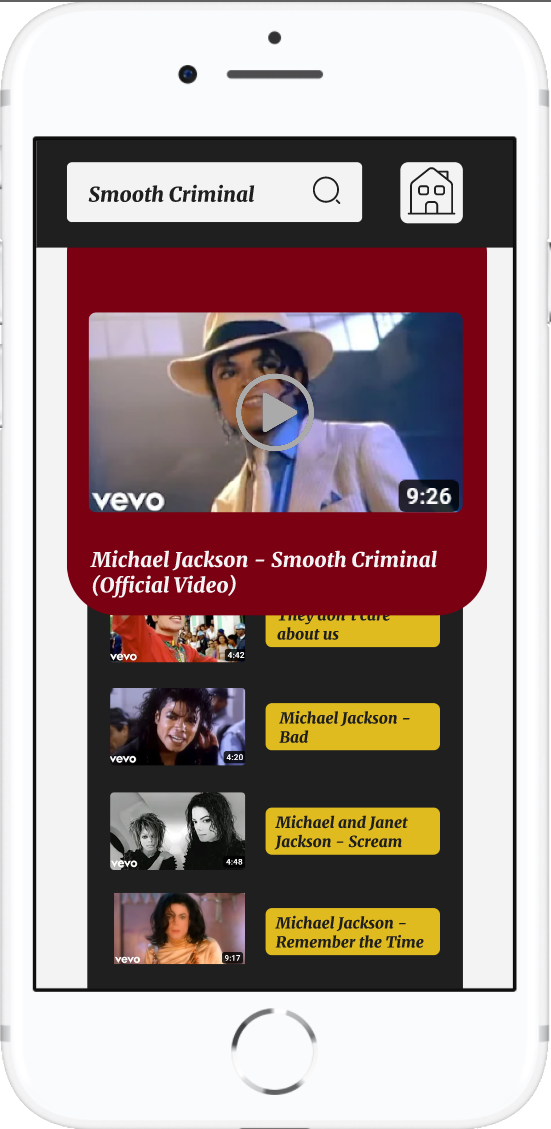 Smooth Criminal
vevo
9:26
Michael Jackson - Smooth Criminal
(Official Video)
They don't care
about us
vevo
4:42
Michael Jackson -
Bad
vevo
4:20
Michael and Janet
Jackson - Scream
vevo
4:48
Michael Jackson -
Remember the Time
vevo
9:17